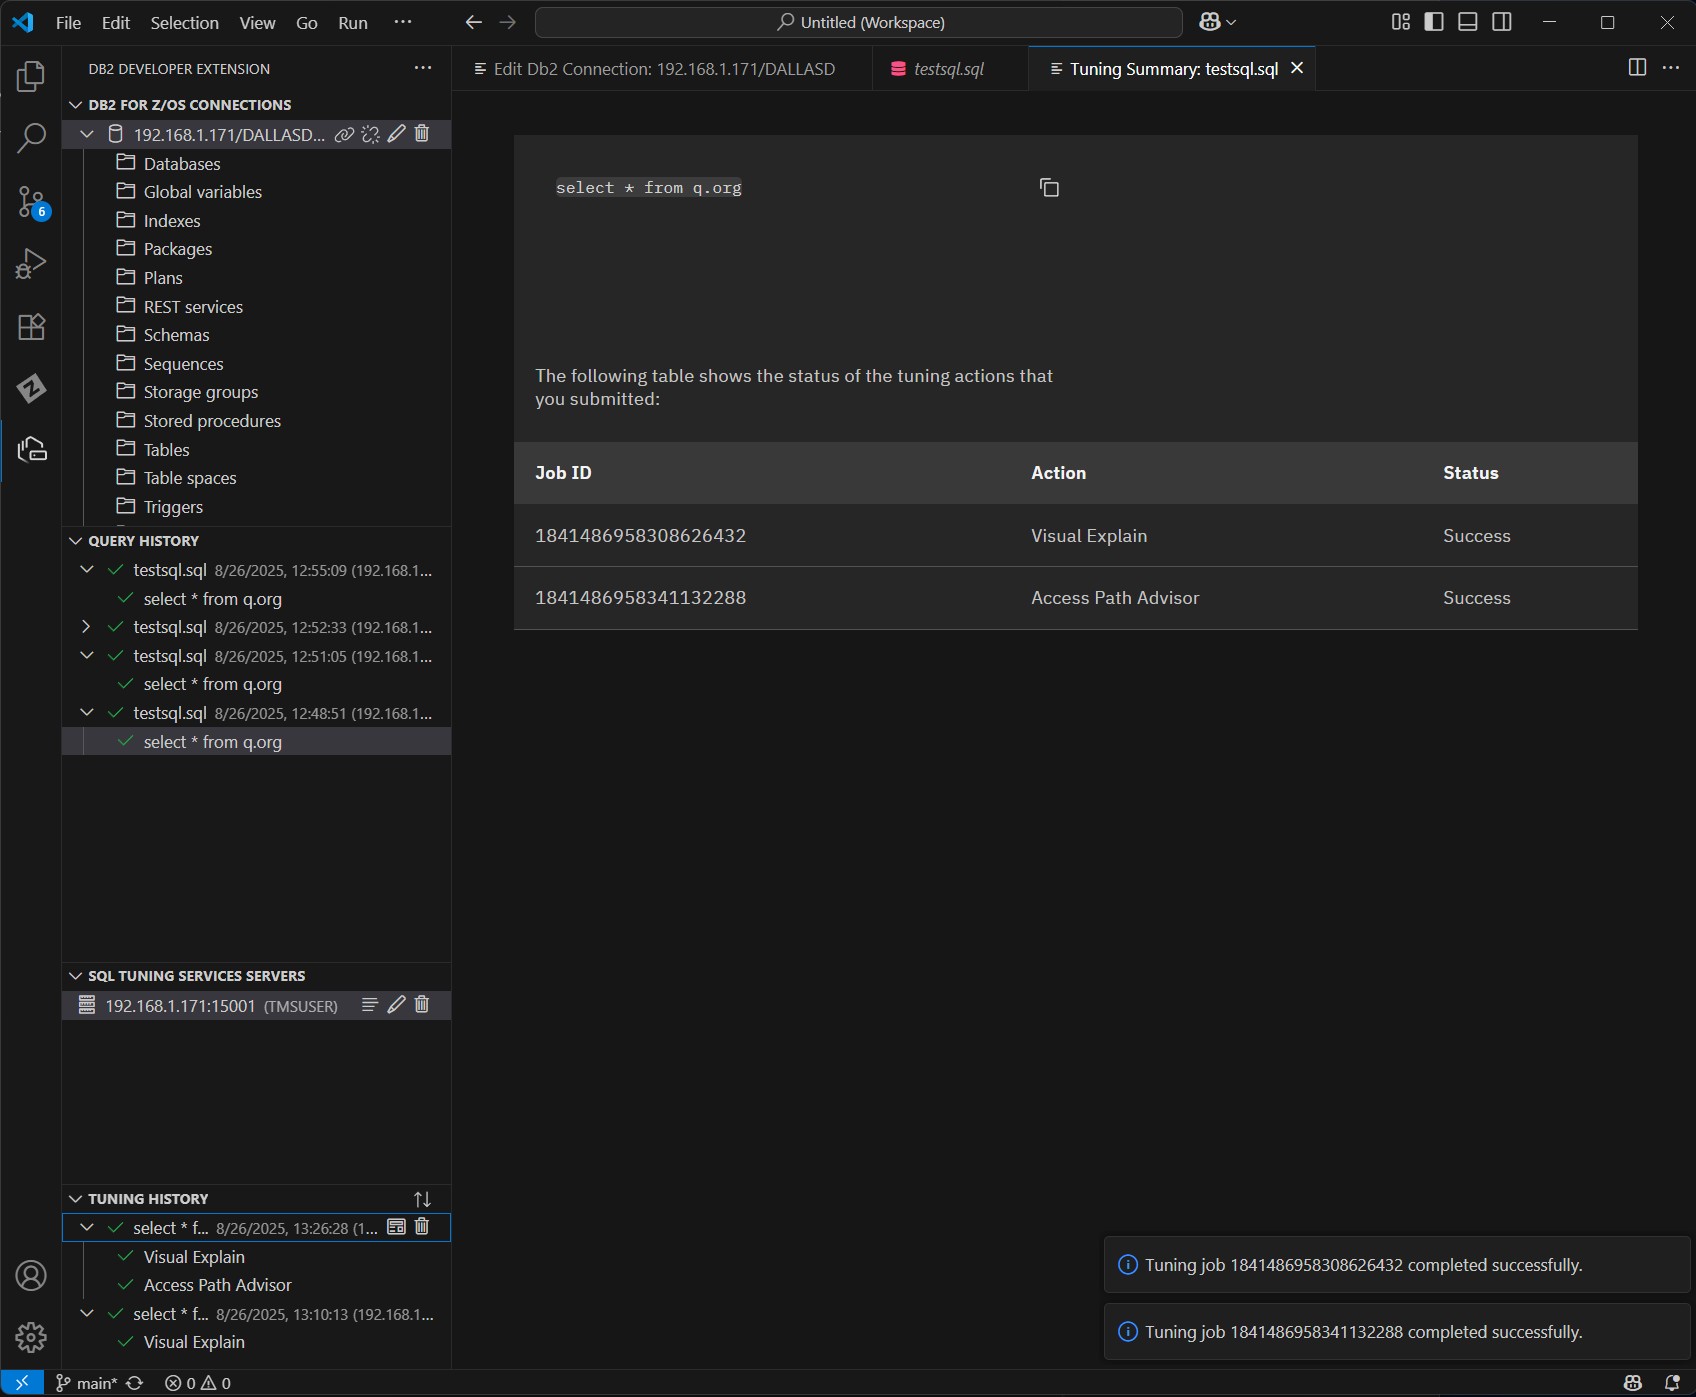 File Edit Selection View Go Run ···
Untitled (Workspace)
DB2 DEVELOPER EXTENSION
DB2 FOR Z/OS CONNECTIONS
192.168.1.171/DALLASD...
Databases
Global variables
Indexes
Packages
Plans
REST services
Schemas
Sequences
Storage groups
Stored procedures
Tables
Table spaces
Triggers
6
QUERY HISTORY
testsql.sql 8/26/2025, 12:55:09 (192.168.1...
select * from q.org
testsql.sql 8/26/2025, 12:52:33 (192.168.1...
testsql.sql 8/26/2025, 12:51:05 (192.168.1...
select * from q.org
testsql.sql 8/26/2025, 12:48:51 (192.168.1...
select * from q.org
SQL TUNING SERVICES SERVERS
192.168.1.171:15001 (TMSUSER)
TUNING HISTORY
select * f... 8/26/2025, 13:26:28 (1...
Visual Explain
Access Path Advisor
select * f... 8/26/2025, 13:10:13 (192.168.1...
Visual Explain
Edit Db2 Connection: 192.168.1.171/DALLASD
testsql.sql
Tuning Summary: testsql.sql
select * from q.org
The following table shows the status of the tuning actions that
you submitted:
Job ID Action Status
1841486958308626432 Visual Explain Success
1841486958341132288 Access Path Advisor Success
Tuning job 1841486958308626432 completed successfully.
Tuning job 1841486958341132288 completed successfully.
main* 0 0